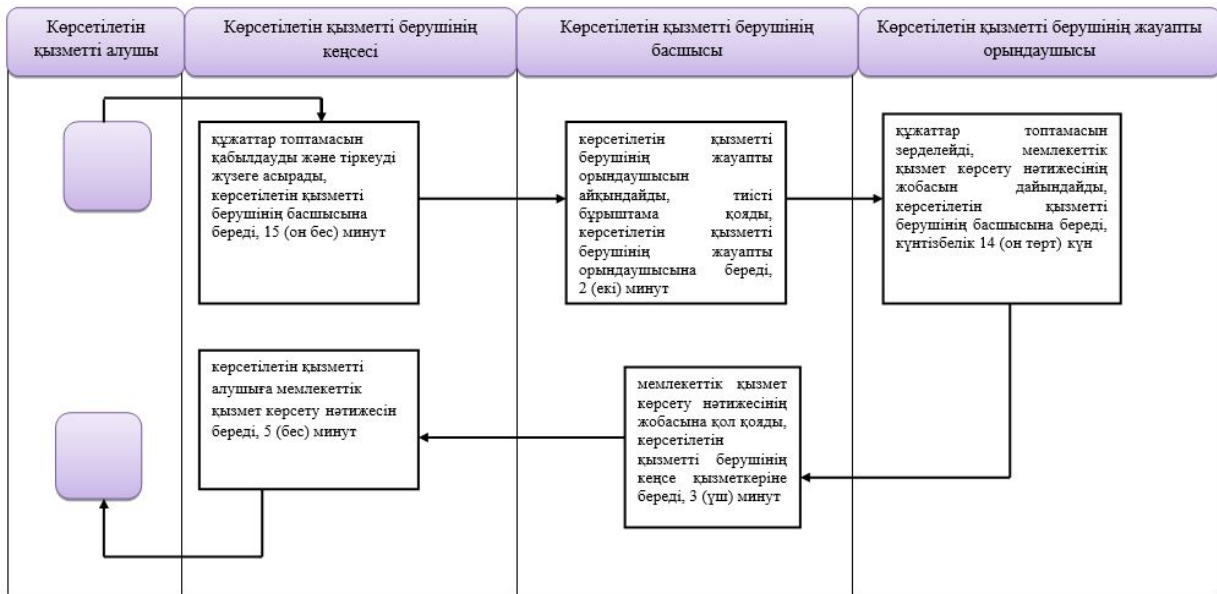 Көрсетілетін
қызметті алушы
Көрсетілетін қызметті берушінің
кеңсесі
Көрсетілетін қызметті берушінің
басшысы
Көрсетілетін қызметті берушінің жауапты
орындаушысы
құжаттар топтамасын
қабылдауды және тіркеуді
жүзеге асырады,
көрсетілетін қызметті
берушінің басшысына
береді, 15 (он бес) минут
көрсетілетін қызметті
берушінің жауапты
орындаушысын
айқындайды, тиісті
бұрыштама қояды,
көрсетілетін қызметті
берушінің жауапты
орындаушысына береді,
2 (екі) минут
құжаттар топтамасын
зерделейді, мемлекеттік
қызмет көрсету нәтижесінің
жобасын дайындайды,
көрсетілетін қызметті
берушінің басшысына береді,
күнтізбелік 14 (он төрт) күн
көрсетілетін қызметті
алушыға мемлекеттік
қызмет көрсету нәтижесін
береді, 5 (бес) минут
мемлекеттік қызмет
көрсету нәтижесінің
жобасына қол қояды,
көрсетілетін
қызметті берушінің
кеңсе қызметкеріне
береді, 3 (үш) минут